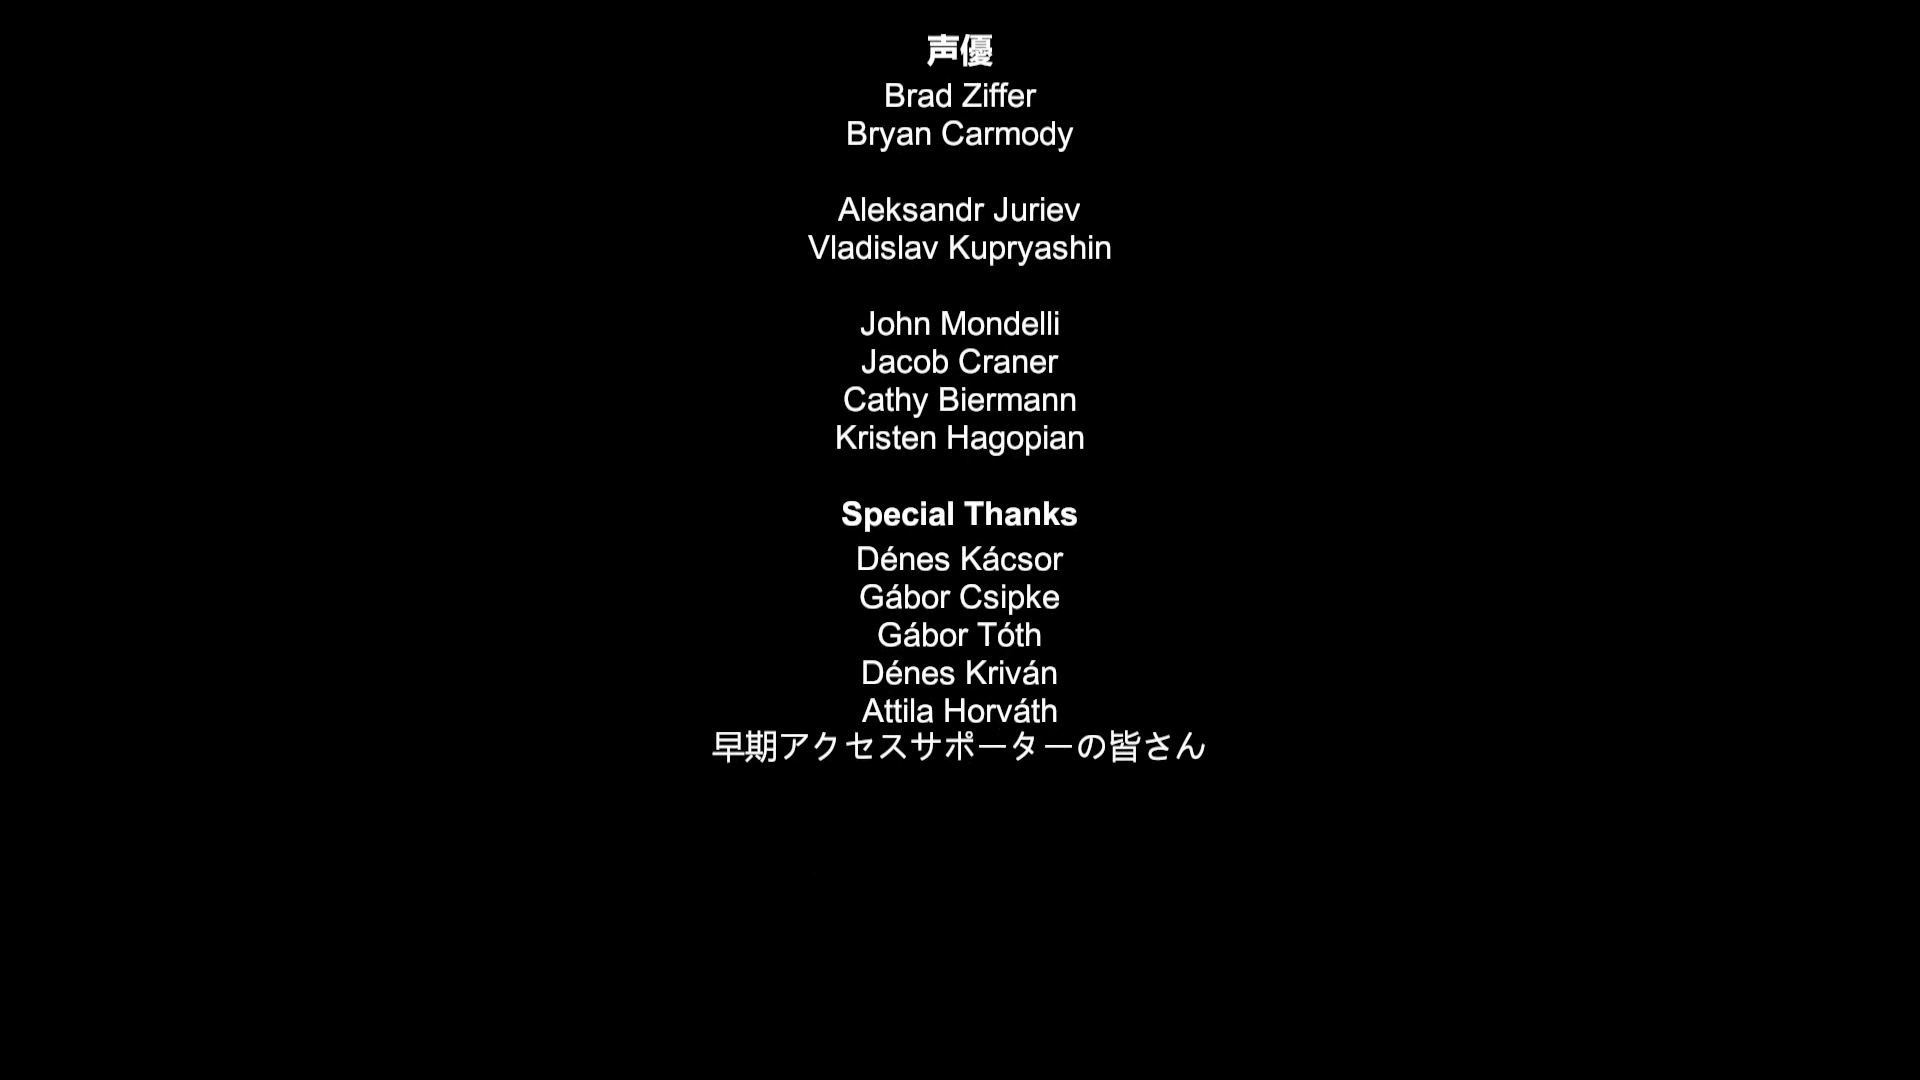 声優
Brad Ziffer
Bryan Carmody
Aleksandr Juriev
Vladislav Kupryashin
John Mondelli
Jacob Craner
Cathy Biermann
Kristen Hagopian
Special Thanks
Dénes Kácsor
Gábor Csipke
Gábor Tóth
Dénes Kriván
Attila Horváth
早期アクセスサポーターの皆さん